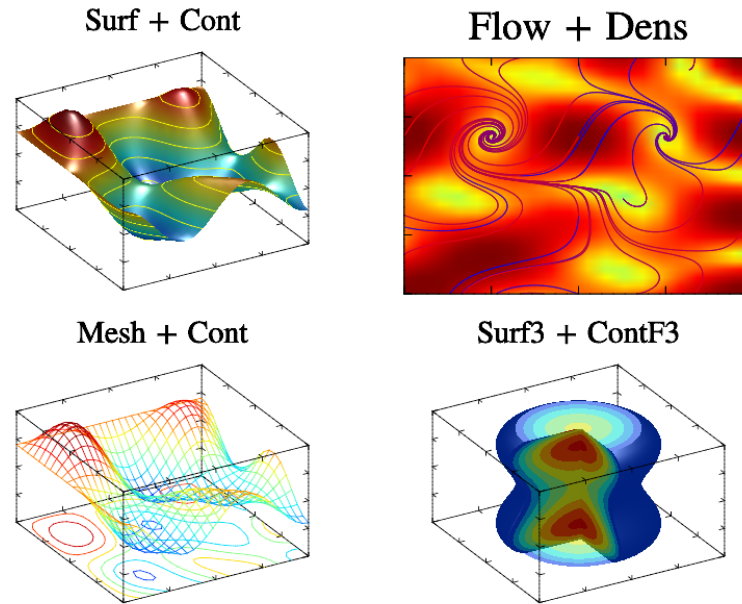 Surf + Cont
Flow + Dens
Mesh + Cont
Surf3 + ContF3